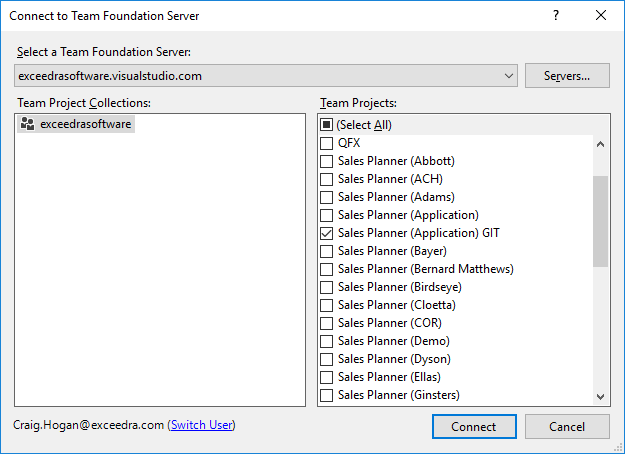 Connect to Team Foundation Server
Select a Team Foundation Server:
exceedrasoftware.visualstudio.com
Servers...
Team Project Collections:
exceedrasoftware
Team Projects:
(Select All)
QFX
Sales Planner (Abbott)
Sales Planner (ACH)
Sales Planner (Adams)
Sales Planner (Application)
Sales Planner (Application) GIT
Sales Planner (Bayer)
Sales Planner (Bernard Matthews)
Sales Planner (Birdseye)
Sales Planner (Cloetta)
Sales Planner (COR)
Sales Planner (Demo)
Sales Planner (Dyson)
Sales Planner (Ellas)
Sales Planner (Ginsters)
Craig.Hogan@exceedra.com (Switch User)
Connect
Cancel